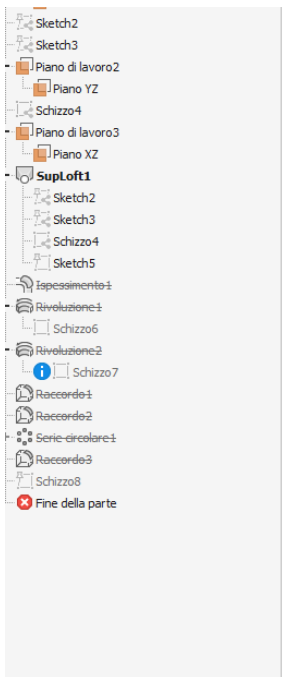 Sketch2
Sketch3
Piano di lavoro2
Piano YZ
Schizzo4
Piano di lavoro3
Piano XZ
SupLoft1
Sketch2
Sketch3
Schizzo4
Sketch5
Ispessimento1
Rivoluzione1
Schizzo6
Rivoluzione2
Schizzo7
Raccordo1
Raccordo2
Serie circolare1
Raccordo3
Schizzo8
Fine della parte